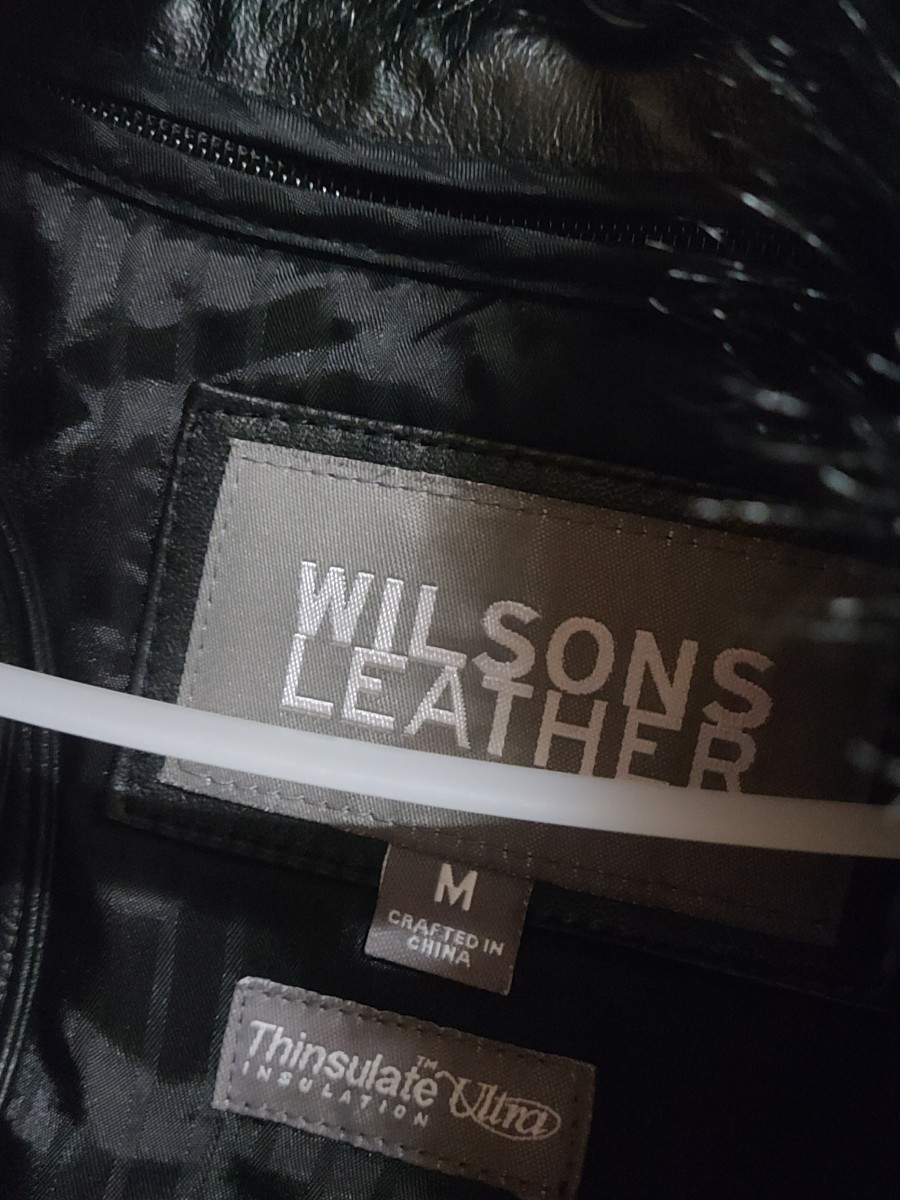 WILSONS
LEATHER
M
CRAFTED IN
CHINA
Thinsulate™ Ultra
INSULATION